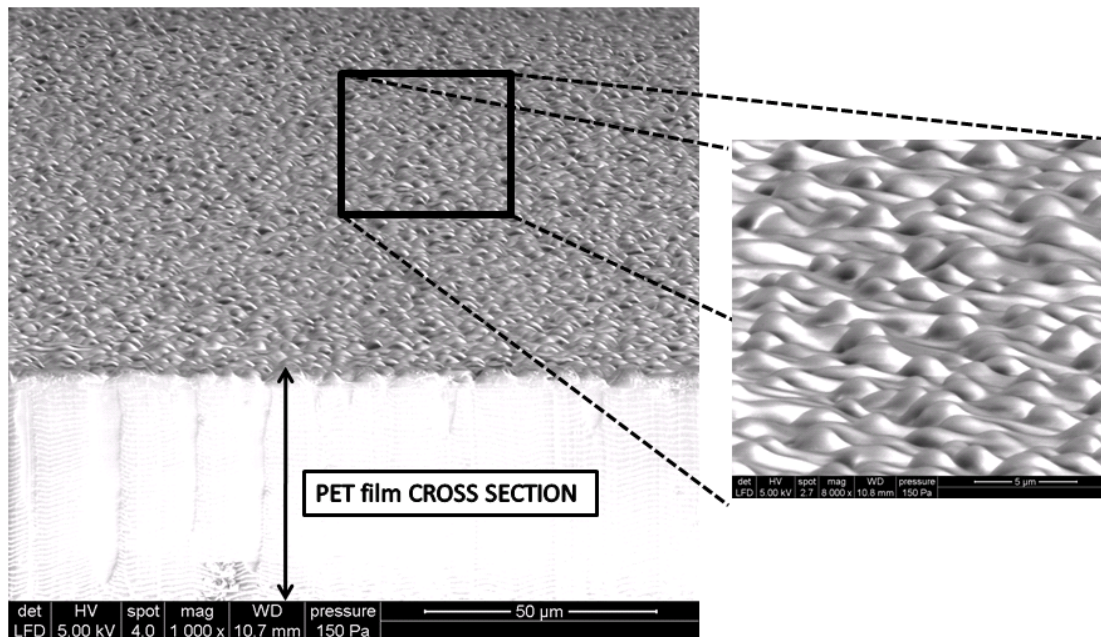 PET film CROSS SECTION
det HV spot mag WD pressure
LFD 5.00 kV 4.0 1 000 x 10.7 mm 150 Pa
50 µm
det HV spot mag WD pressure
LFD 5.00 kV 2.7 8 000 x 10.8 mm 150 Pa
5 µm